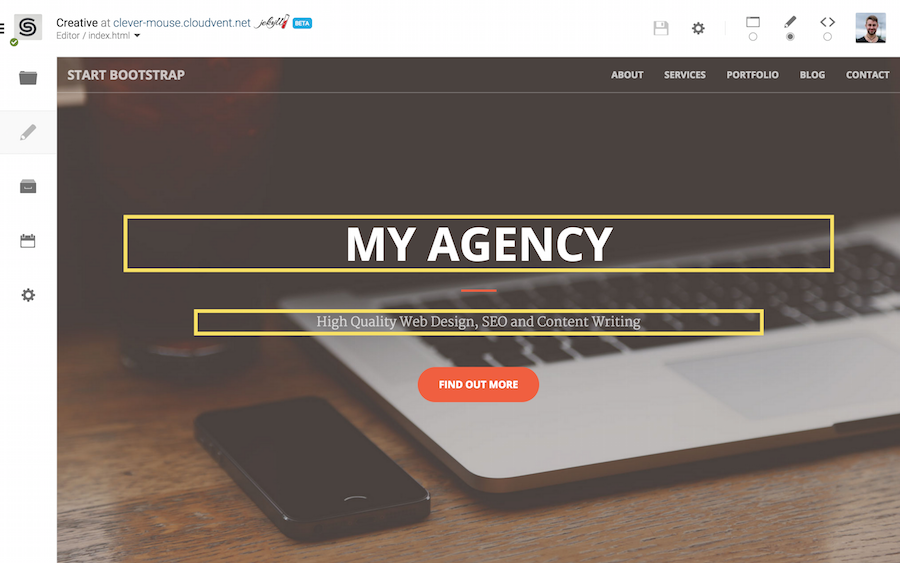 Creative at clever-mouse.cloudvent.net jekyll BETA
Editor / index.html
START BOOTSTRAP
ABOUT SERVICES PORTFOLIO BLOG CONTACT
MY AGENCY
High Quality Web Design, SEO and Content Writing
FIND OUT MORE